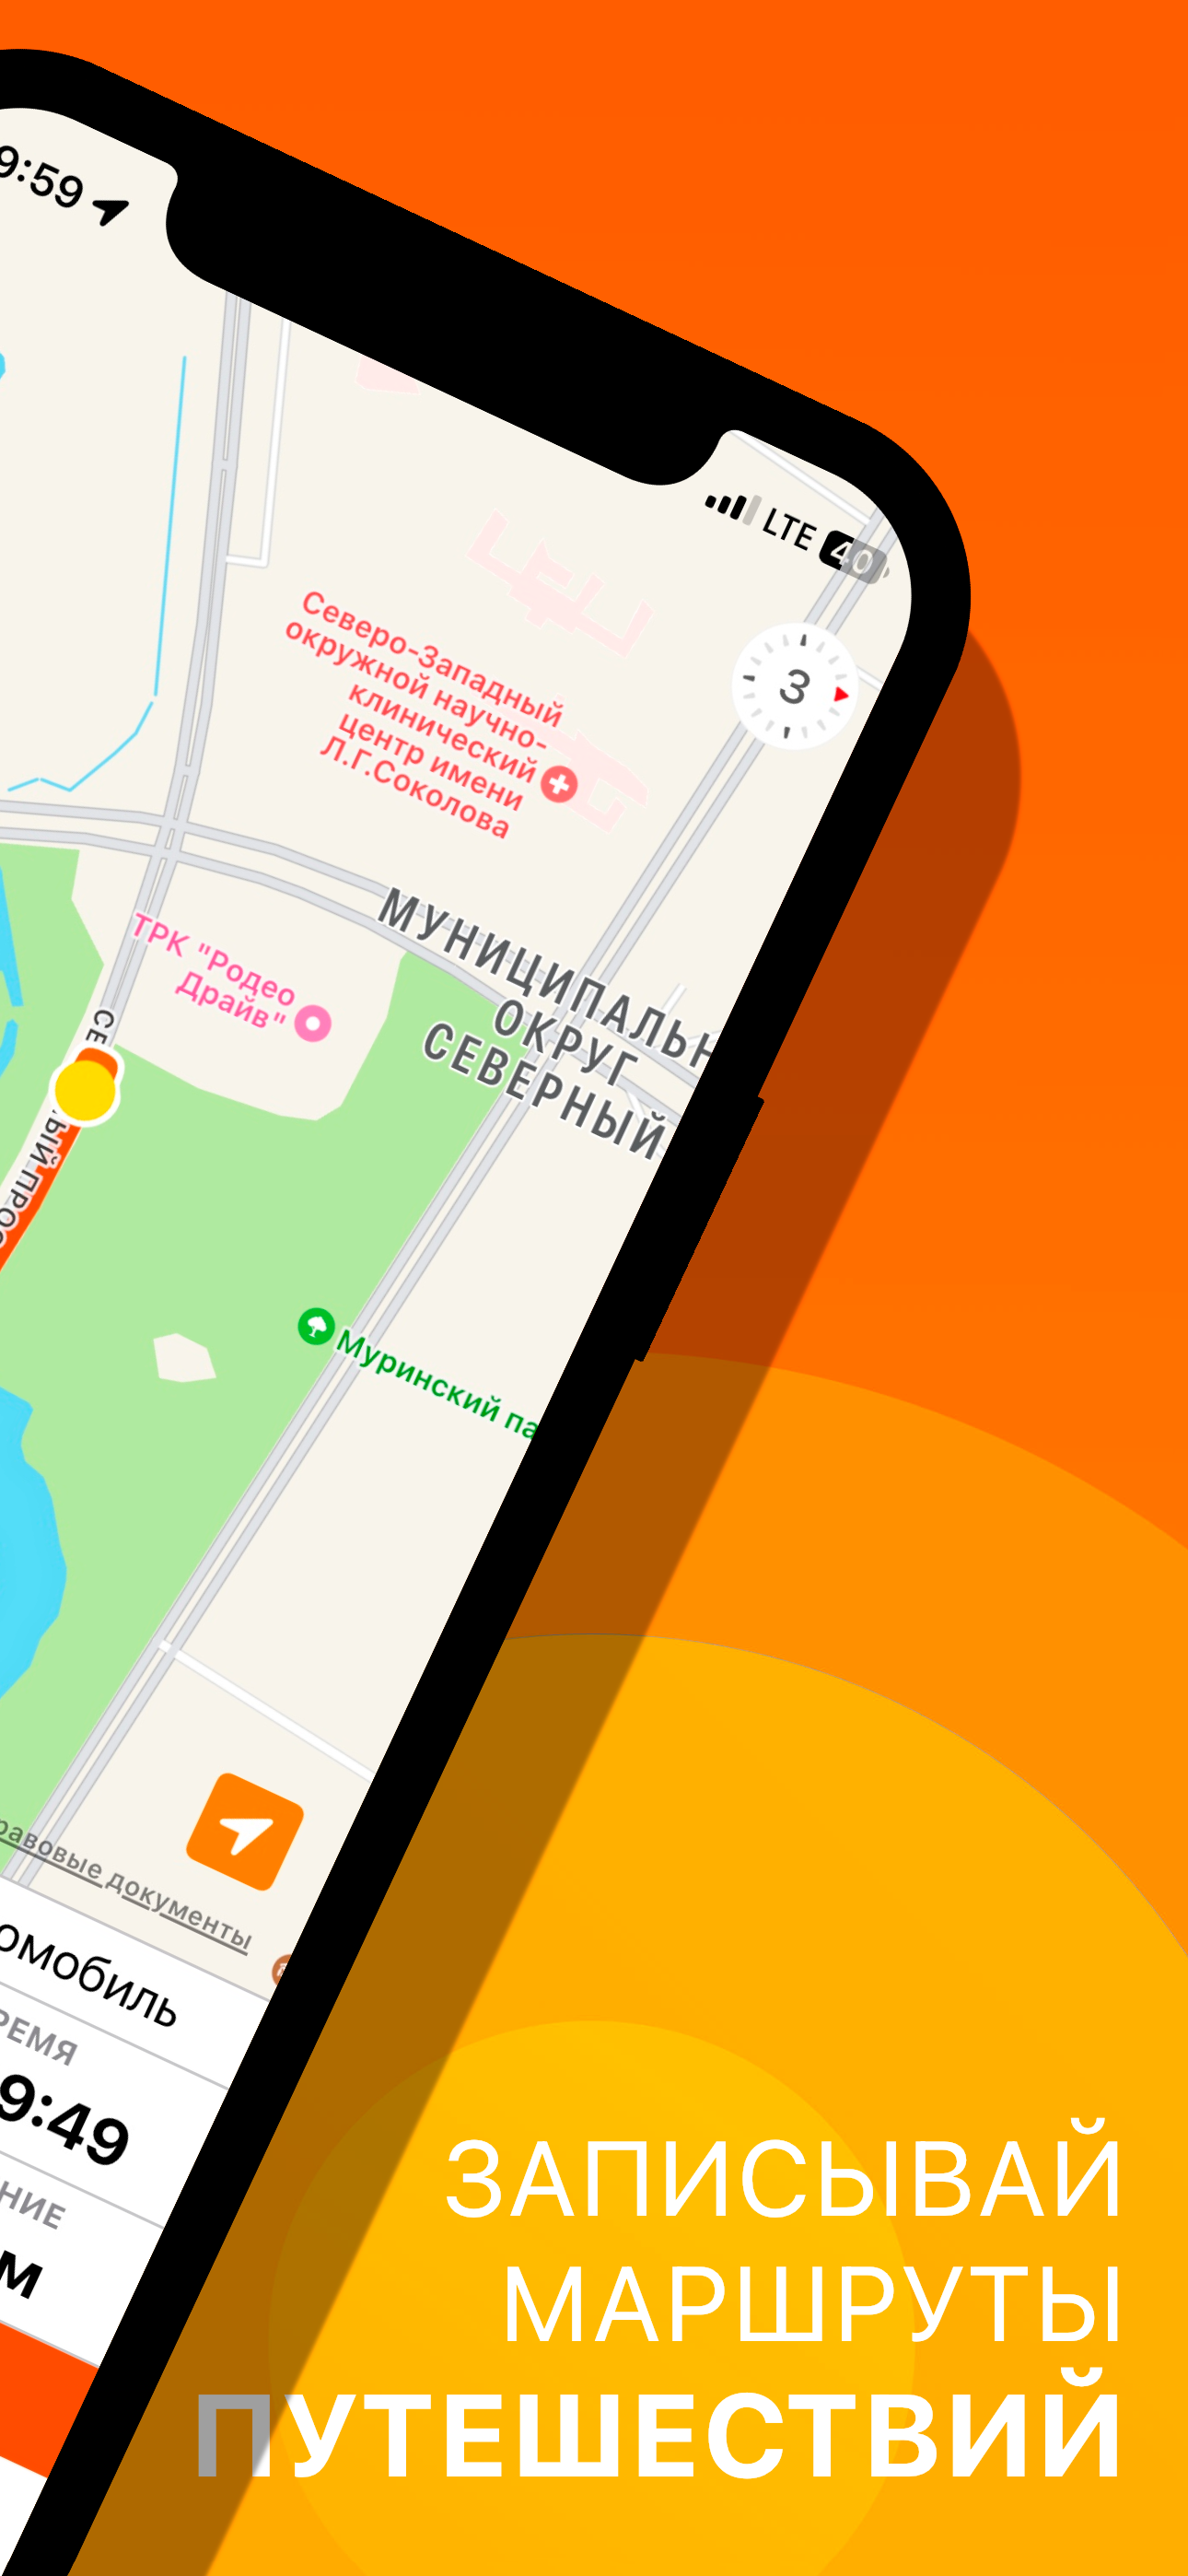 9:59
LTE 40
3
Северо-Западный
окружной научно-
клинический
центр имени
Л.Г.Соколова
МУНИЦИПАЛЬН
ОКРУГ
СЕВЕРНЫЙ
ТРК "Родео
Драйв"
СЕ
ЫЙ ПРОС
Муринский па
равовые документы
омобиль
РЕМЯ
9:49
НИЕ
м
ЗАПИСЫВАЙ
МАРШРУТЫ
ПУТЕШЕСТВИЙ